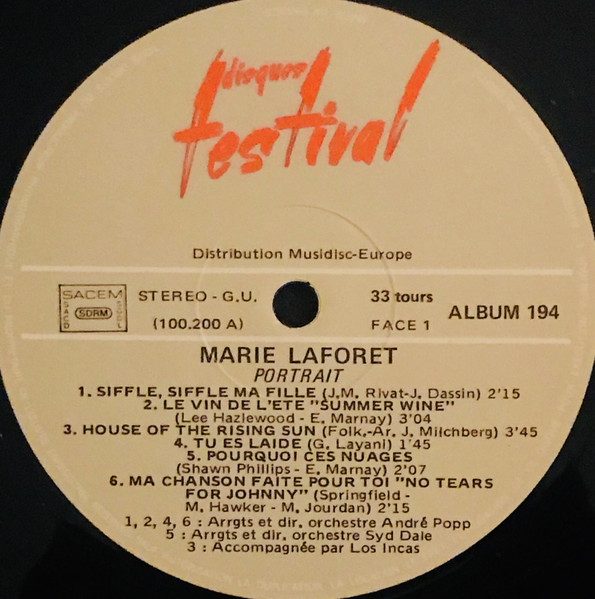 disques
festival
Distribution Musidisc-Europe
SACEM
SACD
SDRM
SGDL
STEREO - G.U.
33 tours
ALBUM 194
(100.200 A)
FACE 1
MARIE LAFORET
PORTRAIT
1. SIFFLE, SIFFLE MA FILLE (J.M. Rivat-J. Dassin) 2'15
2. LE VIN DE L'ETE "SUMMER WINE"
(Lee Hazlewood - E. Marnay) 3'04
3. HOUSE OF THE RISING SUN (Folk.-Ar. J. Milchberg) 3'45
4. TU ES LAIDE (G. Layani) 1'45
5. POURQUOI CES NUAGES
(Shawn Phillips - E. Marnay) 2'07
6. MA CHANSON FAITE POUR TOI "NO TEARS
FOR JOHNNY" (Springfield -
M. Hawker - M. Jourdan) 2'15
1, 2, 4, 6 : Arrgts et dir. orchestre André Popp
5 : Arrgts et dir. orchestre Syd Dale
3 : Accompagnée par Los Incas